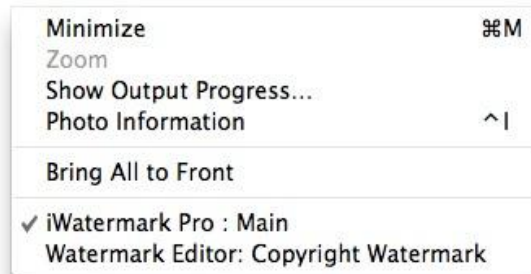 Minimize ⌘M
Zoom
Show Output Progress...
Photo Information ^I
Bring All to Front
✓ iWatermark Pro : Main
Watermark Editor: Copyright Watermark